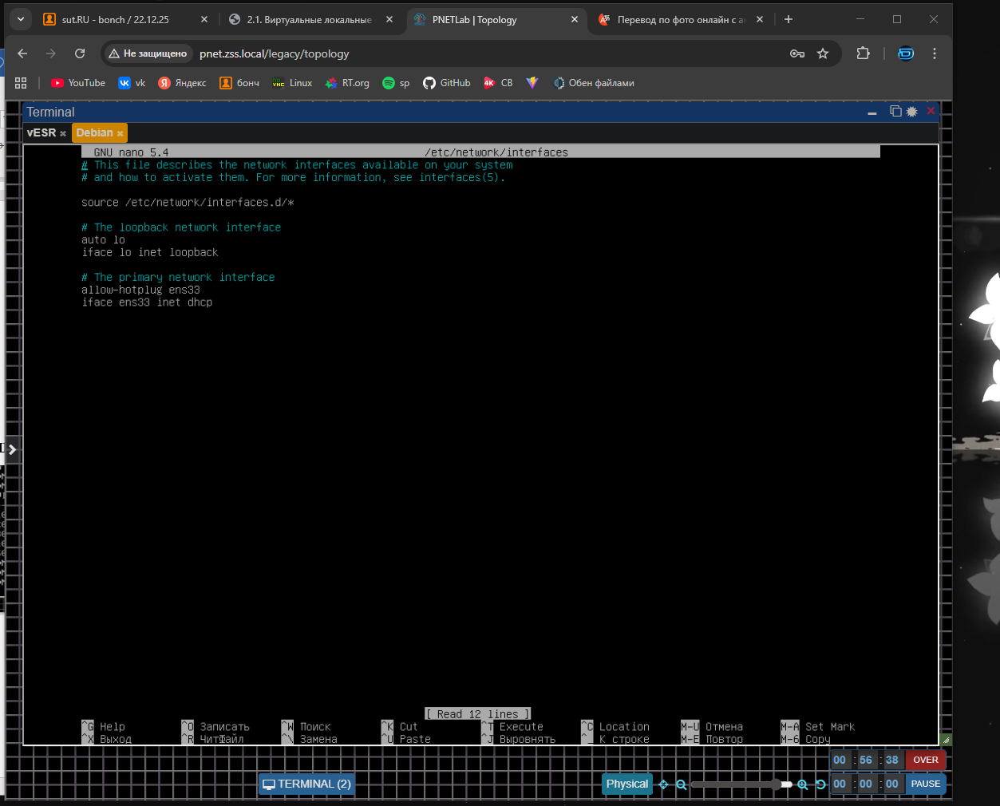 sut.RU - bonch / 22.12.25
2.1. Виртуальные локальные
PNETLab | Topology
Перевод по фото онлайн с а
Не защищено
pnet.zss.local/legacy/topology
YouTube
vk
Яндекс
бонч
Linux
RT.org
sp
GitHub
СВ
Обен файлами
Terminal
vESR
Debian
GNU nano 5.4 /etc/network/interfaces
# This file describes the network interfaces available on your system
# and how to activate them. For more information, see interfaces(5).
source /etc/network/interfaces.d/*
# The loopback network interface
auto lo
iface lo inet loopback
# The primary network interface
allow-hotplug ens33
iface ens33 inet dhcp
[ Read 12 lines ]
^G Help ^O Записать ^W Поиск ^K Cut ^T Execute ^C Location M-U Отмена M-A Set Mark
^X Выход ^R ЧитФайл ^\ Замена ^U Paste ^J Выровнять ^_ К строке M-E Повтор M-6 Copy
00 : 56 : 38 OVER
TERMINAL (2)
Physical
00 : 00 : 00 PAUSE